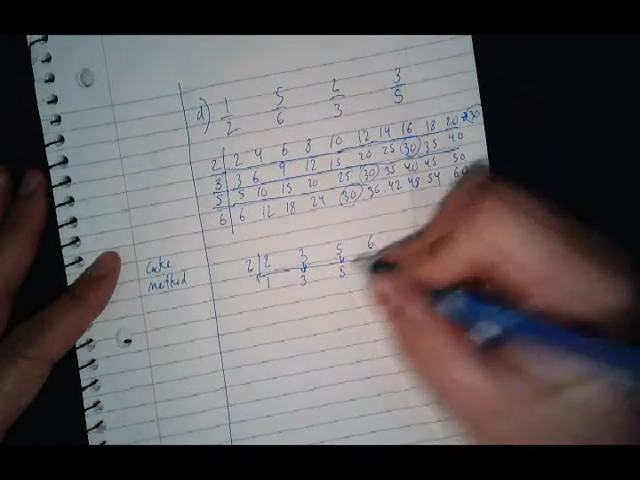 d) 1/2 5/6 2/3 3/5
2 | 2 4 6 8 10 12 14 16 18 20 30
3 | 3 6 9 12 15 20 25 30 35 40
5 | 5 10 15 20 25 30 35 40 45 50
6 | 6 12 18 24 30 36 42 48 54 60
Cake method
2 | 2 3 5 6
1 3 5